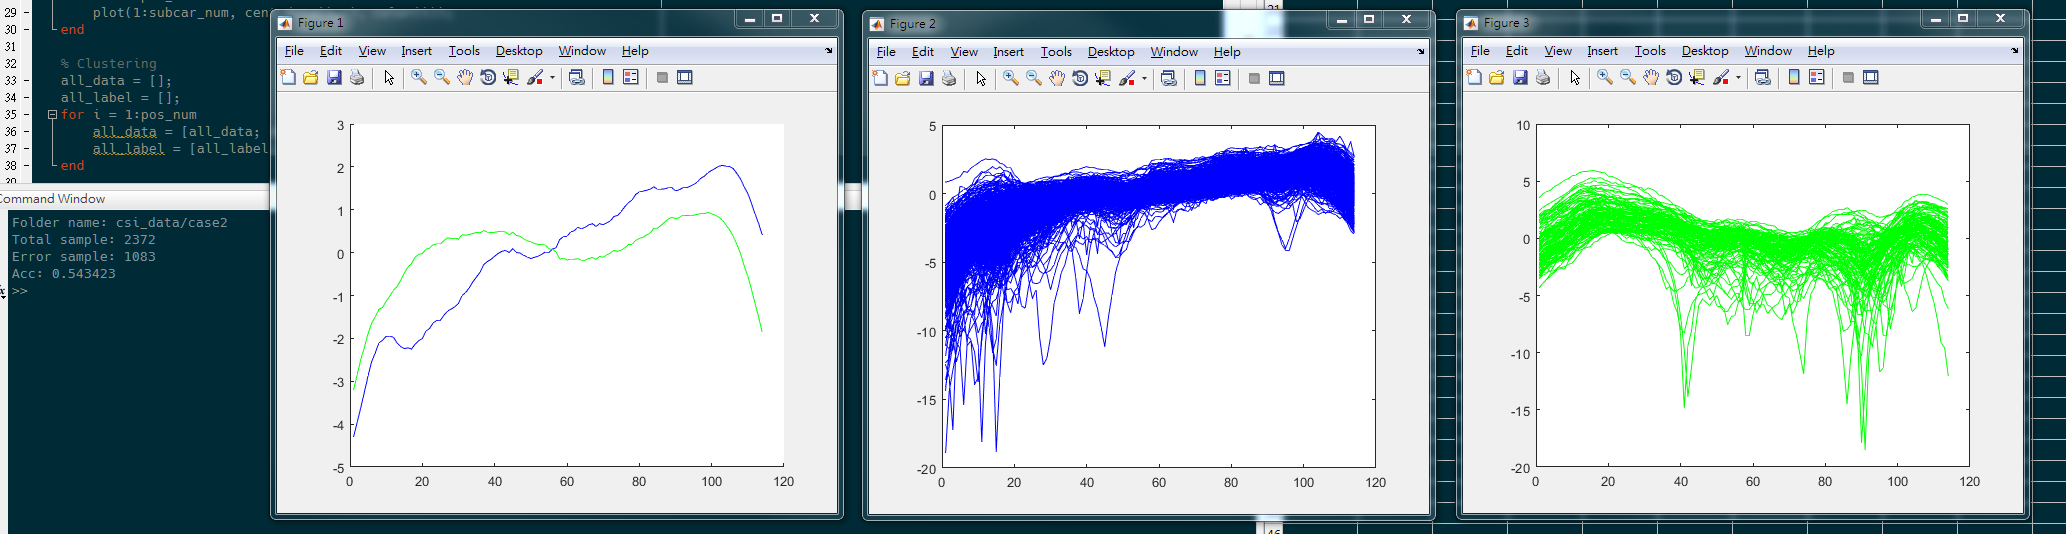 29
plot(1:subcar_num,
30
end
31
32
% Clustering
33
all_data = [];
34
all_label = [];
35
for i = 1:pos_num
36
all_data = [all_data;
37
all_label = [all_label
38
end
Command Window
Folder name: csi_data/case2
Total sample: 2372
Error sample: 1083
Acc: 0.543423
>>
Figure 1
File Edit View Insert Tools Desktop Window Help
3
2
1
0
-1
-2
-3
-4
-5
0 20 40 60 80 100 120
Figure 2
File Edit View Insert Tools Desktop Window Help
5
0
-5
-10
-15
-20
0 20 40 60 80 100 120
Figure 3
File Edit View Insert Tools Desktop Window Help
10
5
0
-5
-10
-15
-20
0 20 40 60 80 100 120